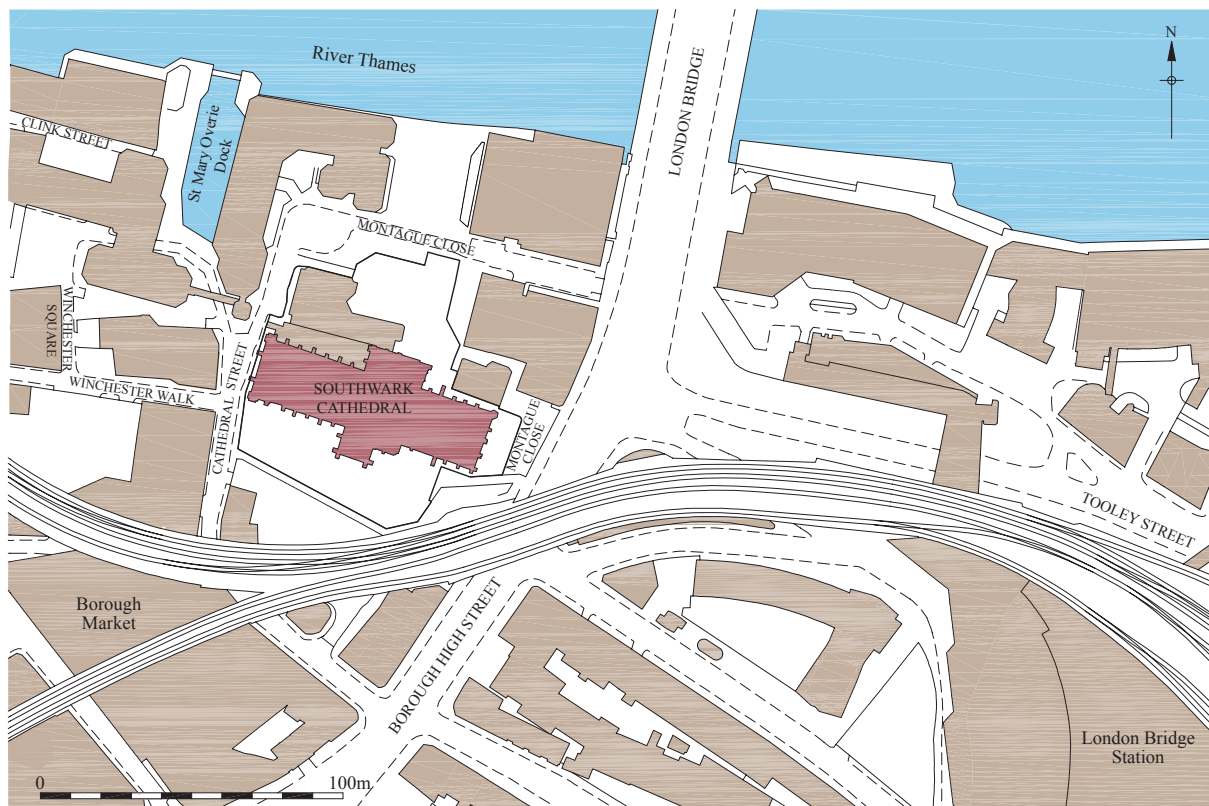 River Thames
N
LONDON BRIDGE
CLINK STREET
St Mary Overie
Dock
MONTAGUE CLOSE
WINCHESTER
SQUARE
WINCHESTER WALK
CATHEDRAL STREET
SOUTHWARK
CATHEDRAL
MONTAGUE
CLOSE
TOOLEY STREET
Borough
Market
BOROUGH HIGH STREET
London Bridge
Station
0
100m